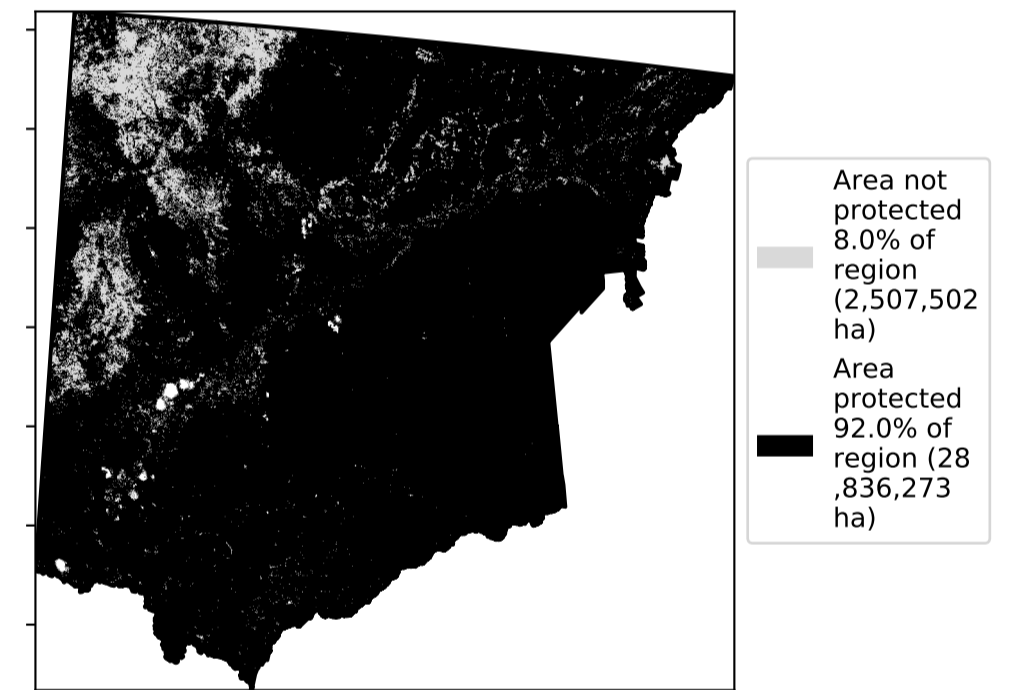 Area not
protected
8.0% of
region
(2,507,502
ha)
Area
protected
92.0% of
region (28
,836,273
ha)